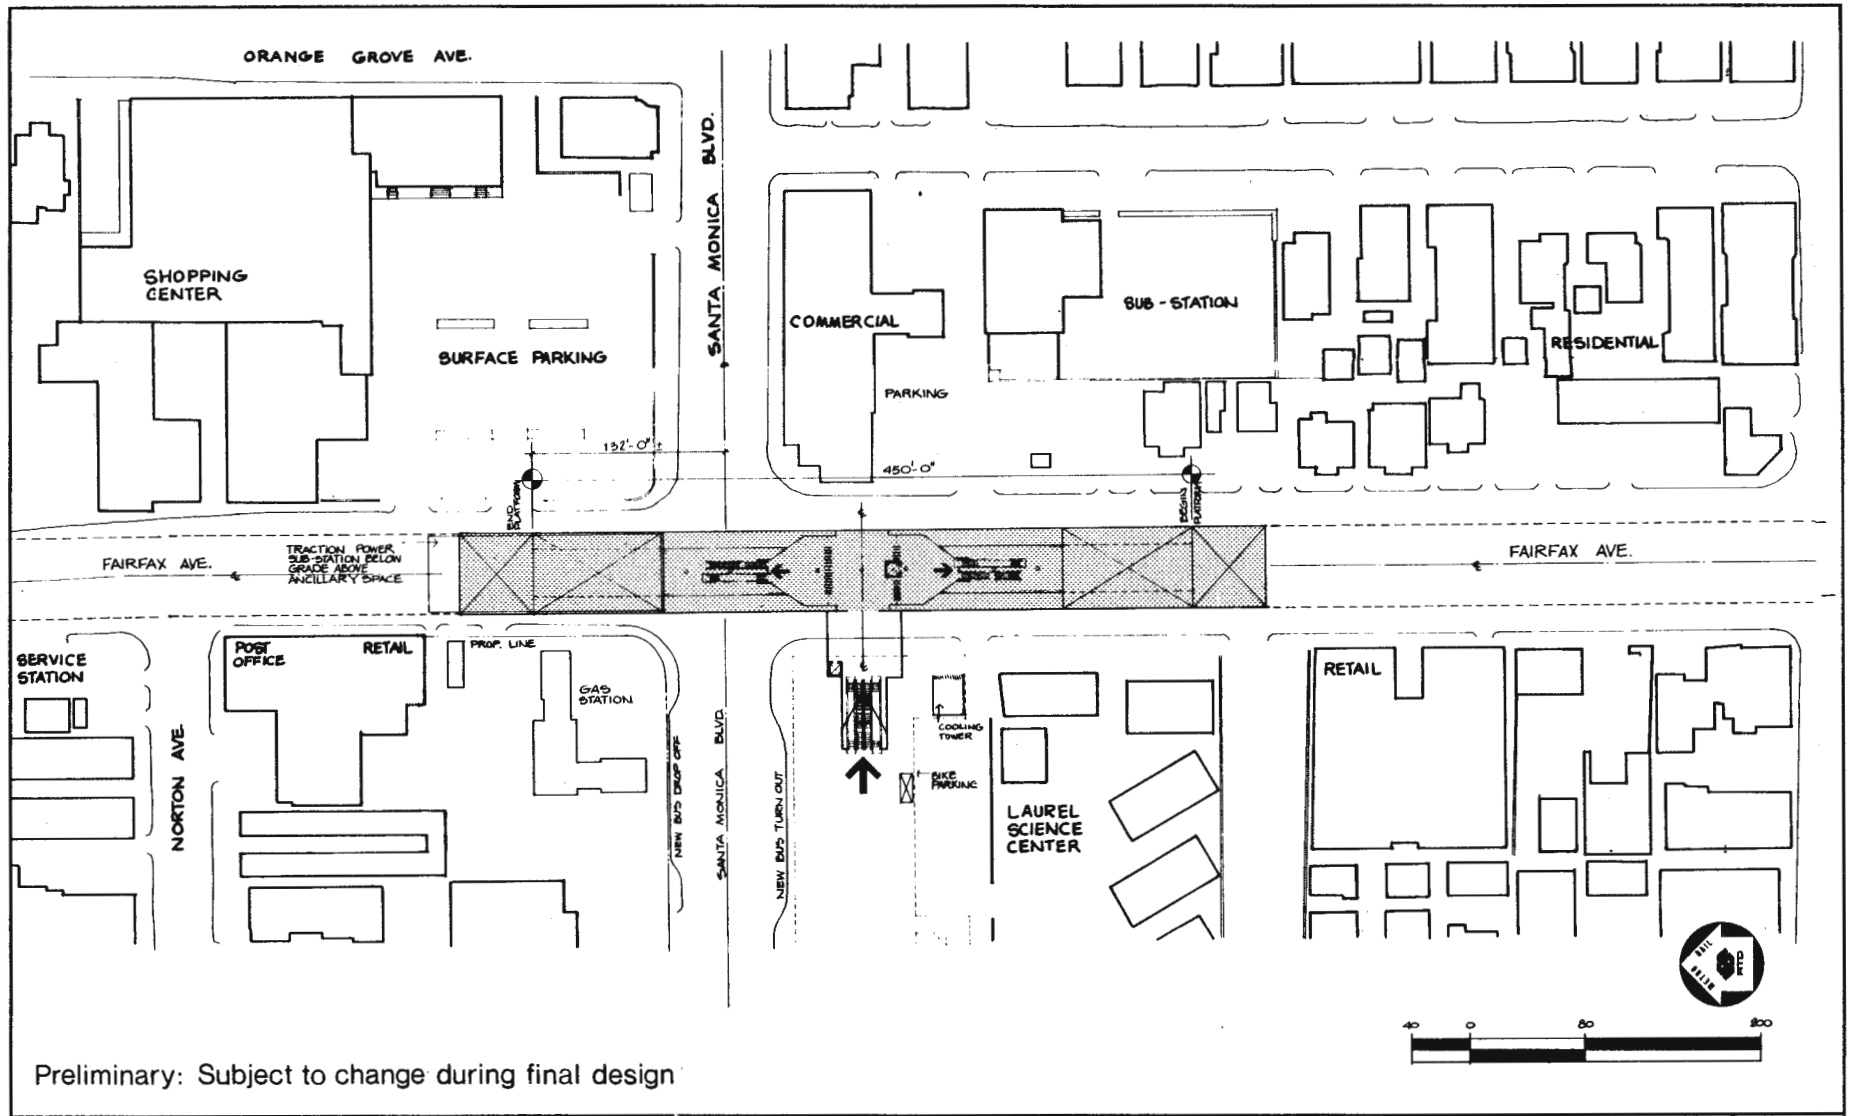 ORANGE GROVE AVE.
SANTA MONICA BLVD.
SHOPPING
CENTER
SURFACE PARKING
COMMERCIAL
PARKING
SUB-STATION
RESIDENTIAL
132'-0" ±
450'-0"
END
PLATFORM
BEGIN
PLATFORM
FAIRFAX AVE.
TRACTION POWER
SUB-STATION BELOW
GRADE ABOVE
ANCILLARY SPACE
FAIRFAX AVE.
SERVICE
STATION
POST
OFFICE
RETAIL
PROP. LINE
GAS
STATION
NORTON AVE.
NEW BUS DROP OFF
SANTA MONICA BLVD.
NEW BUS TURN OUT
COOLING
TOWER
BIKE
PARKING
LAUREL
SCIENCE
CENTER
RETAIL
METRO RAIL
RTD
40 0 80 200
Preliminary: Subject to change during final design